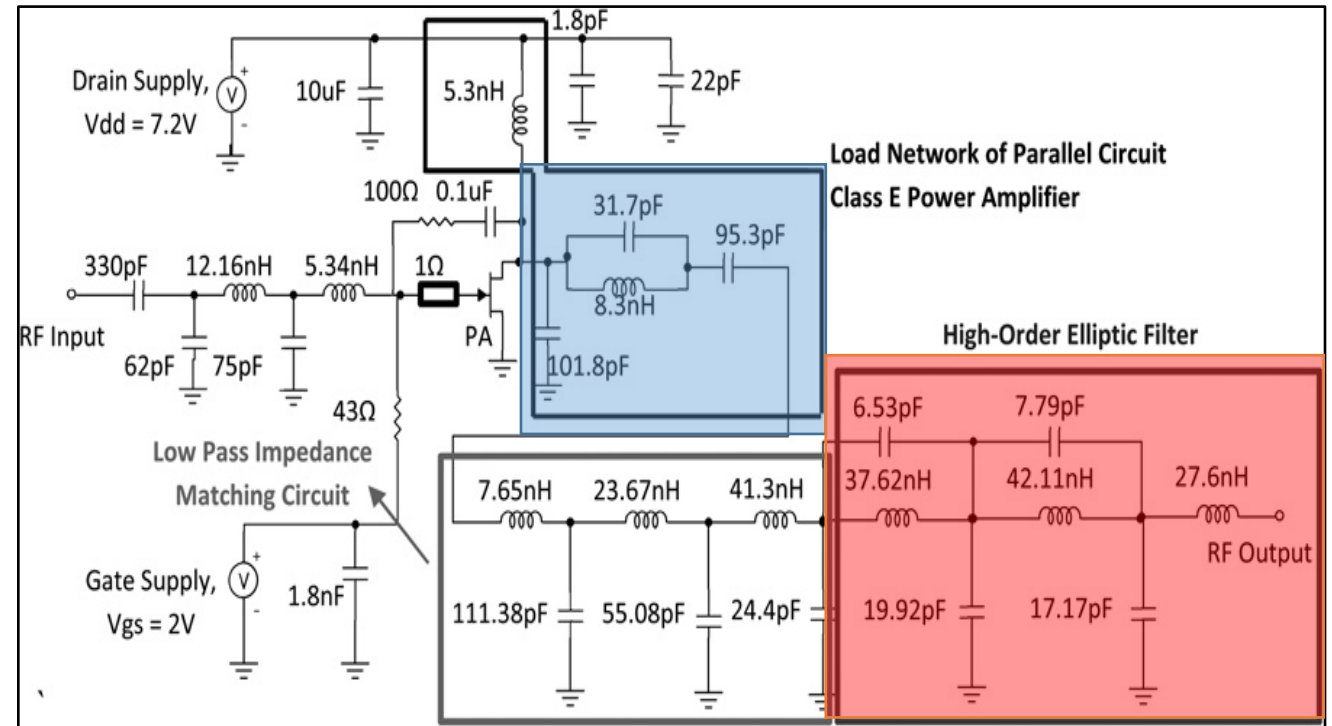 1.8pF
Drain Supply,
Vdd = 7.2V
V
+
-
10uF
5.3nH
22pF
Load Network of Parallel Circuit
Class E Power Amplifier
100Ω 0.1uF
31.7pF
95.3pF
8.3nH
101.8pF
330pF
12.16nH
5.34nH
1Ω
RF Input
62pF
75pF
PA
43Ω
High-Order Elliptic Filter
6.53pF
7.79pF
37.62nH
42.11nH
27.6nH
RF Output
19.92pF
17.17pF
Low Pass Impedance
Matching Circuit
7.65nH
23.67nH
41.3nH
111.38pF
55.08pF
24.4pF
Gate Supply,
Vgs = 2V
V
+
-
1.8nF
`